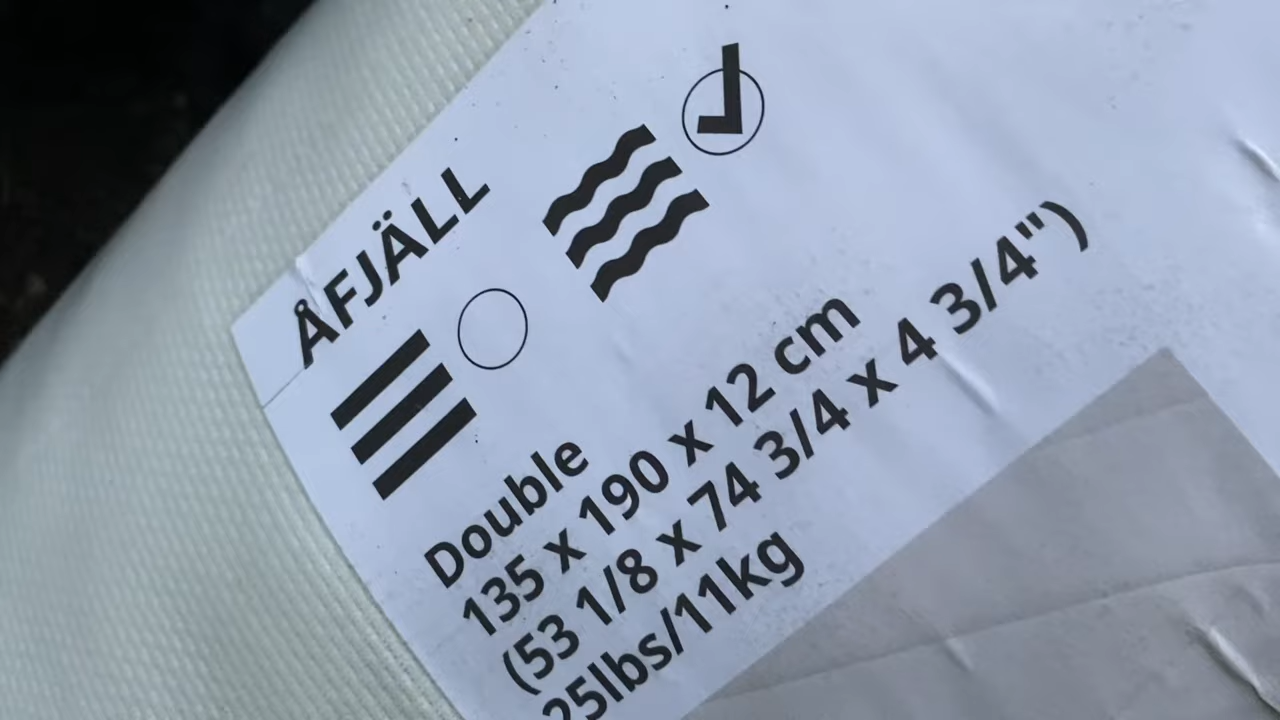 ÅFJÄLL
Double
135 x 190 x 12 cm
(53 1/8 x 74 3/4 x 4 3/4")
25lbs/11kg